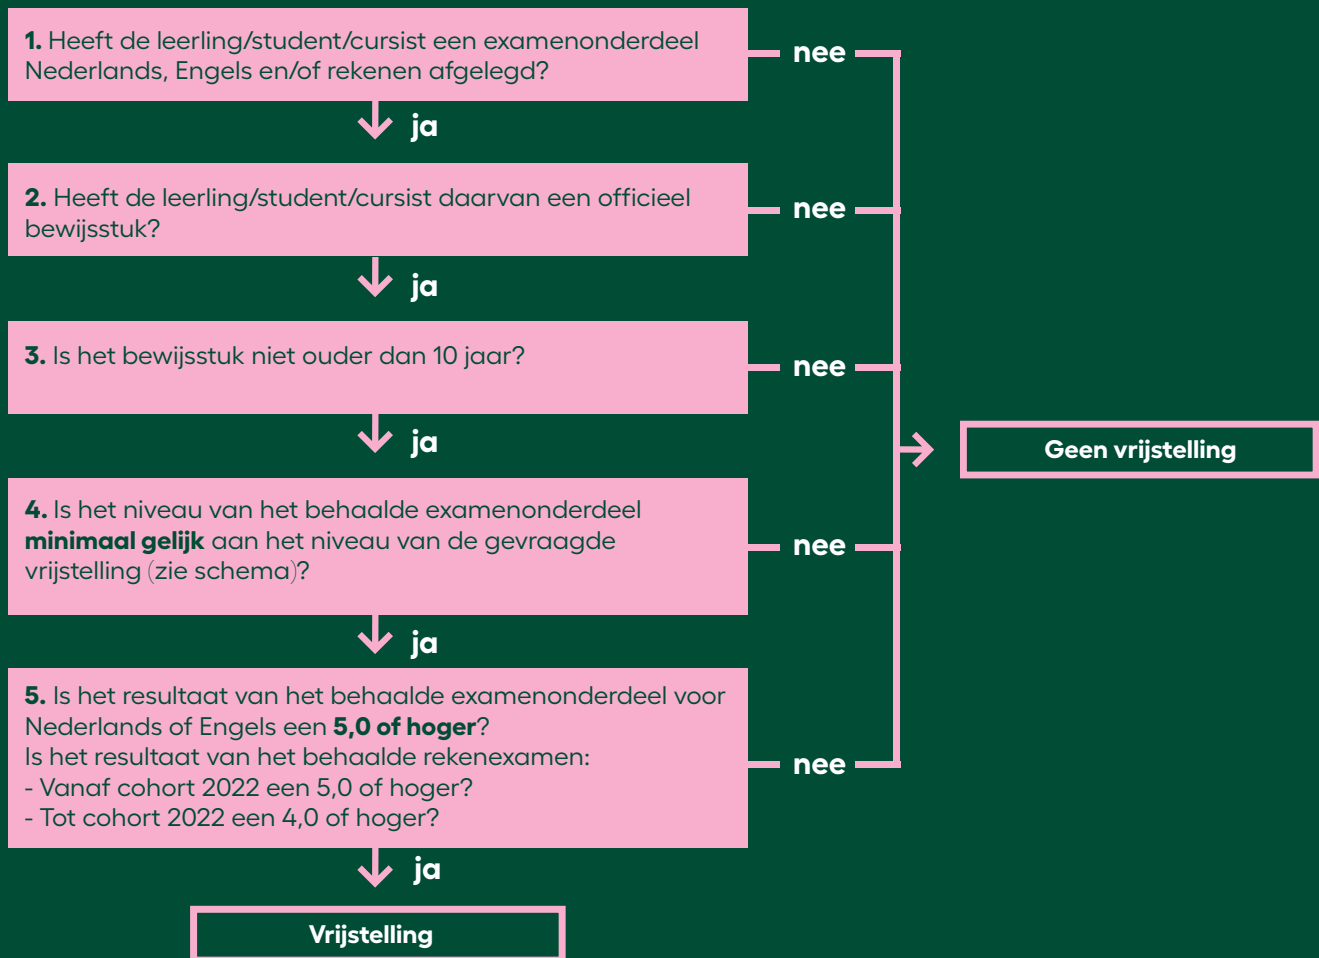 1. Heeft de leerling/student/cursist een examenonderdeel
Nederlands, Engels en/of rekenen afgelegd?
nee
ja
2. Heeft de leerling/student/cursist daarvan een officieel
bewijsstuk?
nee
ja
3. Is het bewijsstuk niet ouder dan 10 jaar?
nee
ja
Geen vrijstelling
4. Is het niveau van het behaalde examenonderdeel
minimaal gelijk aan het niveau van de gevraagde
vrijstelling (zie schema)?
nee
ja
5. Is het resultaat van het behaalde examenonderdeel voor
Nederlands of Engels een 5,0 of hoger?
Is het resultaat van het behaalde rekenexamen:
- Vanaf cohort 2022 een 5,0 of hoger?
- Tot cohort 2022 een 4,0 of hoger?
nee
ja
Vrijstelling